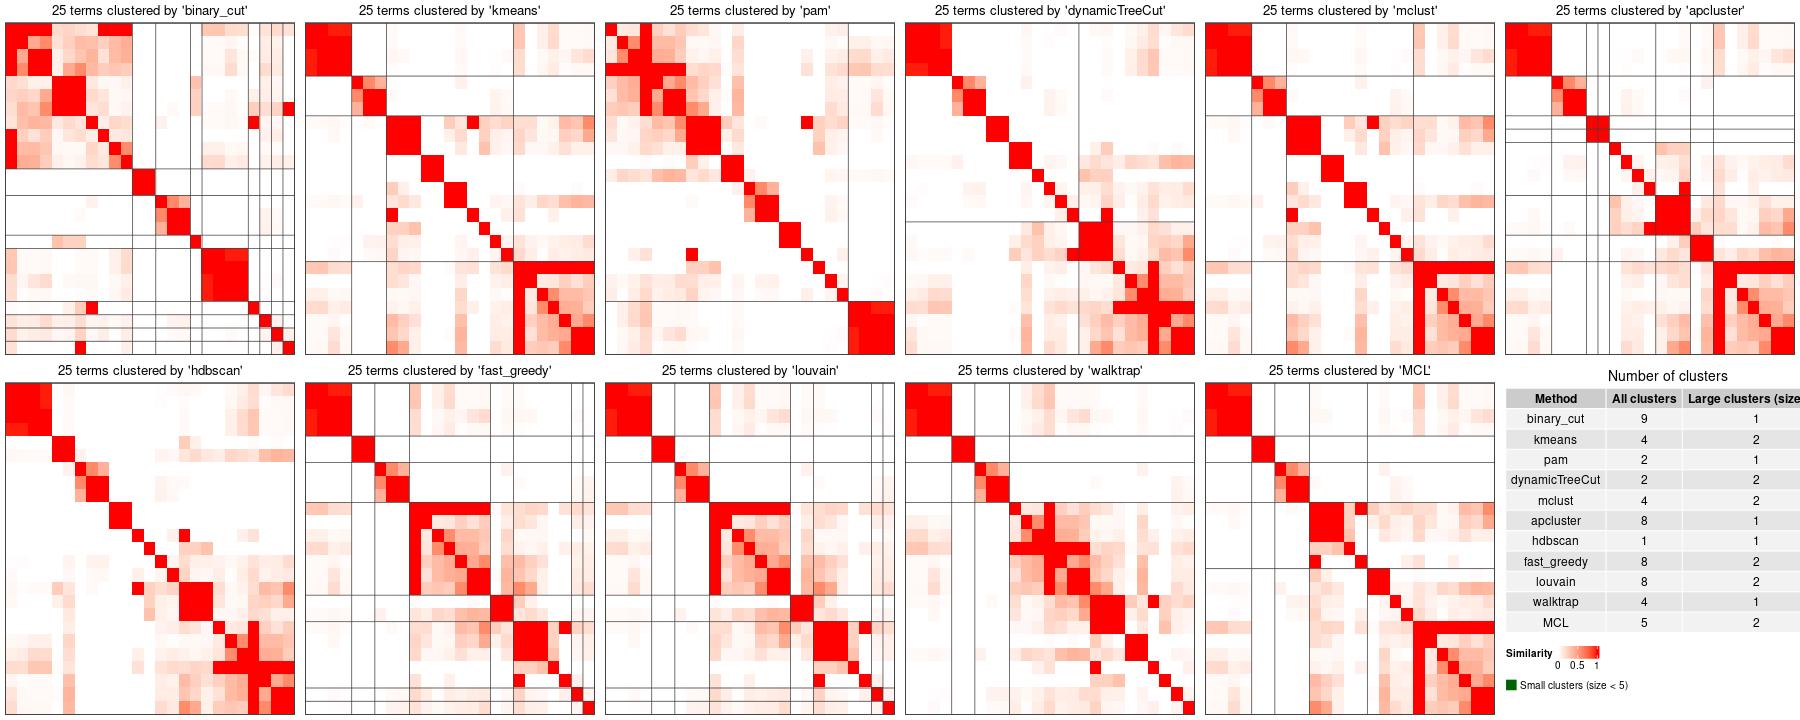 25 terms clustered by 'binary_cut'
25 terms clustered by 'kmeans'
25 terms clustered by 'pam'
25 terms clustered by 'dynamicTreeCut'
25 terms clustered by 'mclust'
25 terms clustered by 'apcluster'
25 terms clustered by 'hdbscan'
25 terms clustered by 'fast_greedy'
25 terms clustered by 'louvain'
25 terms clustered by 'walktrap'
25 terms clustered by 'MCL'
Number of clusters
Method All clusters Large clusters (size
binary_cut 9 1
kmeans 4 2
pam 2 1
dynamicTreeCut 2 2
mclust 4 2
apcluster 8 1
hdbscan 1 1
fast_greedy 8 2
louvain 8 2
walktrap 4 1
MCL 5 2
Similarity
0 0.5 1
Small clusters (size < 5)